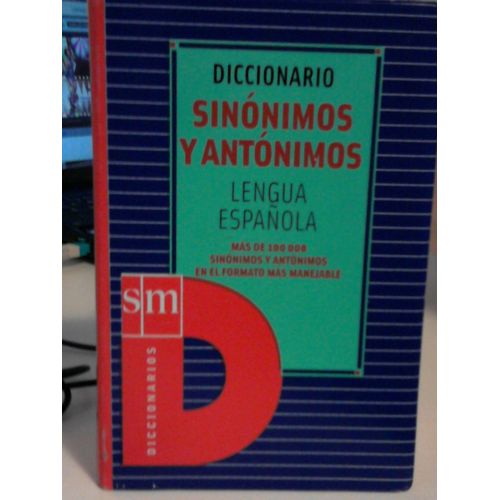 DICCIONARIO
SINÓNIMOS
Y ANTÓNIMOS
LENGUA
ESPAÑOLA
MÁS DE 100 000
SINÓNIMOS Y ANTÓNIMOS
EN EL FORMATO MÁS MANEJABLE
sm
DICCIONARIOS
D